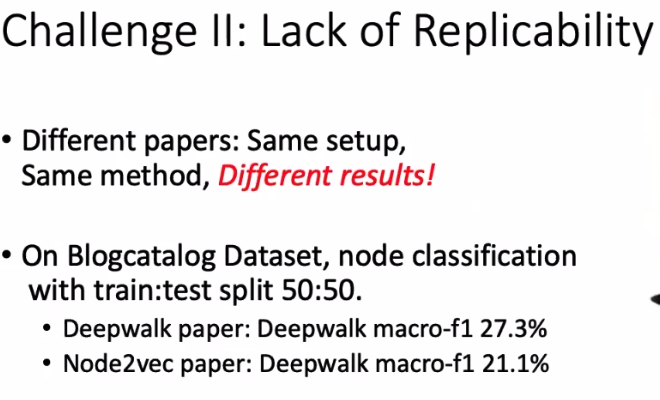 Challenge II: Lack of Replicability
• Different papers: Same setup,
Same method, Different results!
• On Blogcatalog Dataset, node classification
with train:test split 50:50.
• Deepwalk paper: Deepwalk macro-f1 27.3%
• Node2vec paper: Deepwalk macro-f1 21.1%